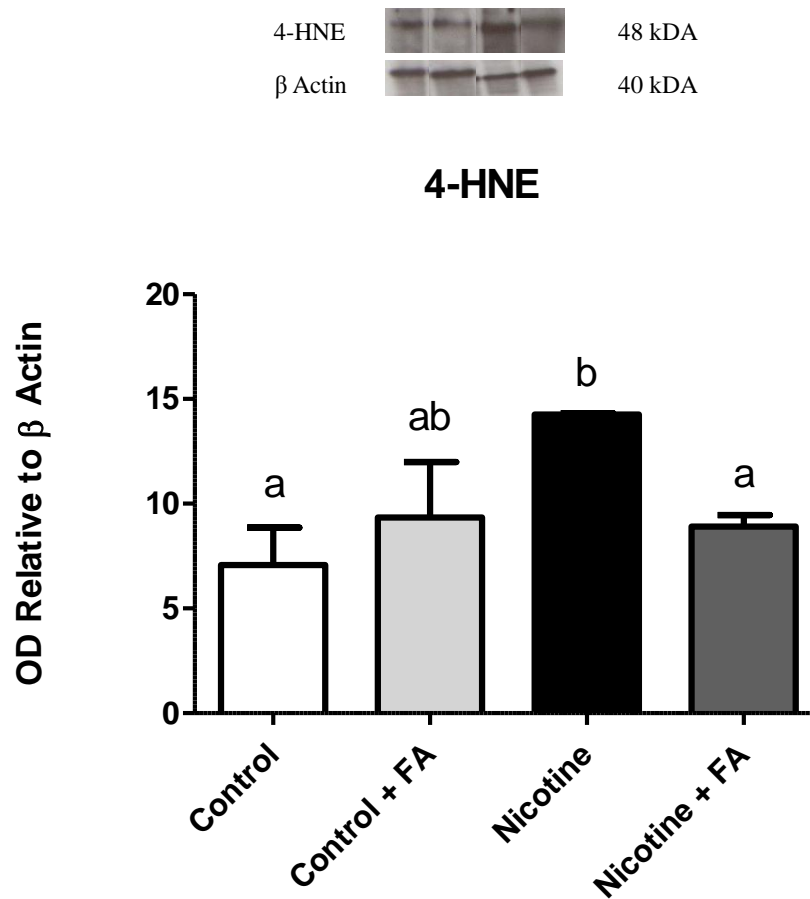 4-HNE 48 kDA
β Actin 40 kDA
4-HNE
OD Relative to β Actin
20
15
10
5
0
a
ab
b
a
Control
Control + FA
Nicotine
Nicotine + FA